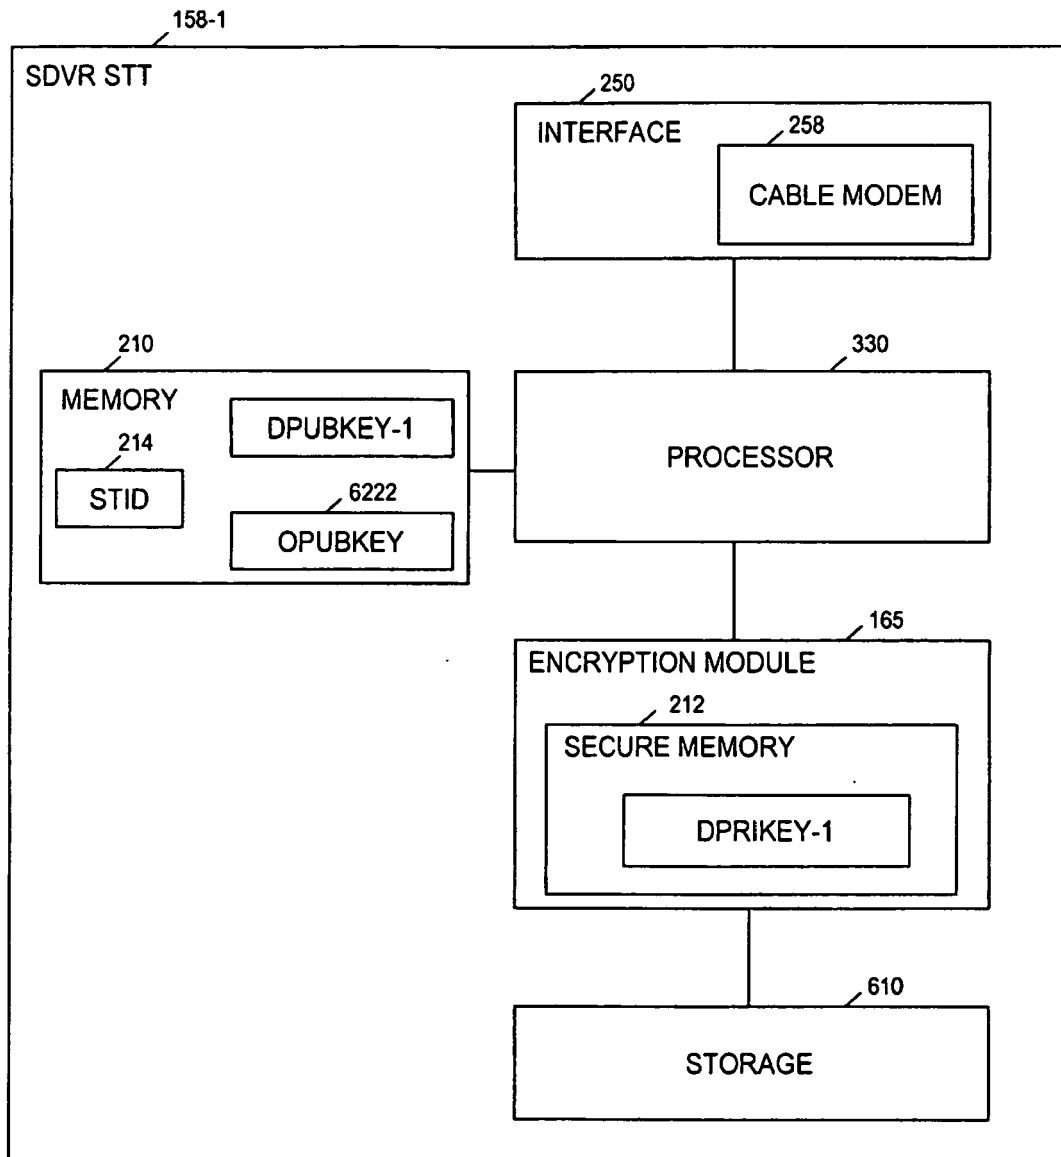 158-1
SDVR STT
250
INTERFACE
258
CABLE MODEM
210
MEMORY
DPUBKEY-1
214
STID
6222
OPUBKEY
330
PROCESSOR
165
ENCRYPTION MODULE
212
SECURE MEMORY
DPRIKEY-1
610
STORAGE